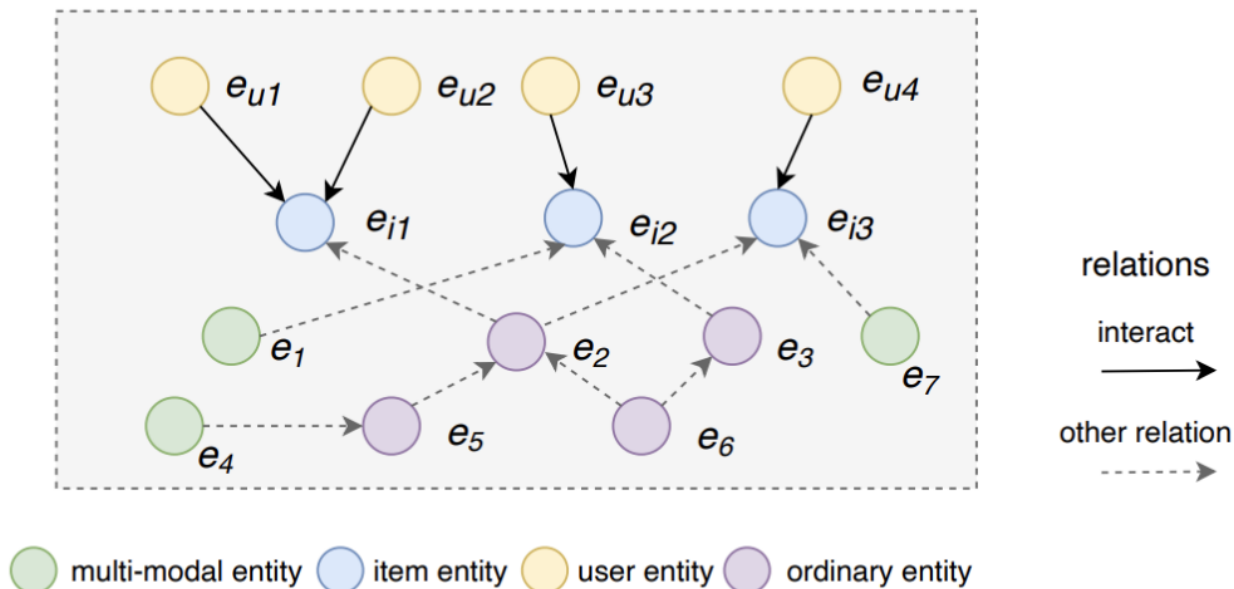 e_u1 e_u2 e_u3 e_u4
e_i1 e_i2 e_i3
relations
e_1 e_2 e_3 e_7
interact
e_4 e_5 e_6
other relation
multi-modal entity item entity user entity ordinary entity